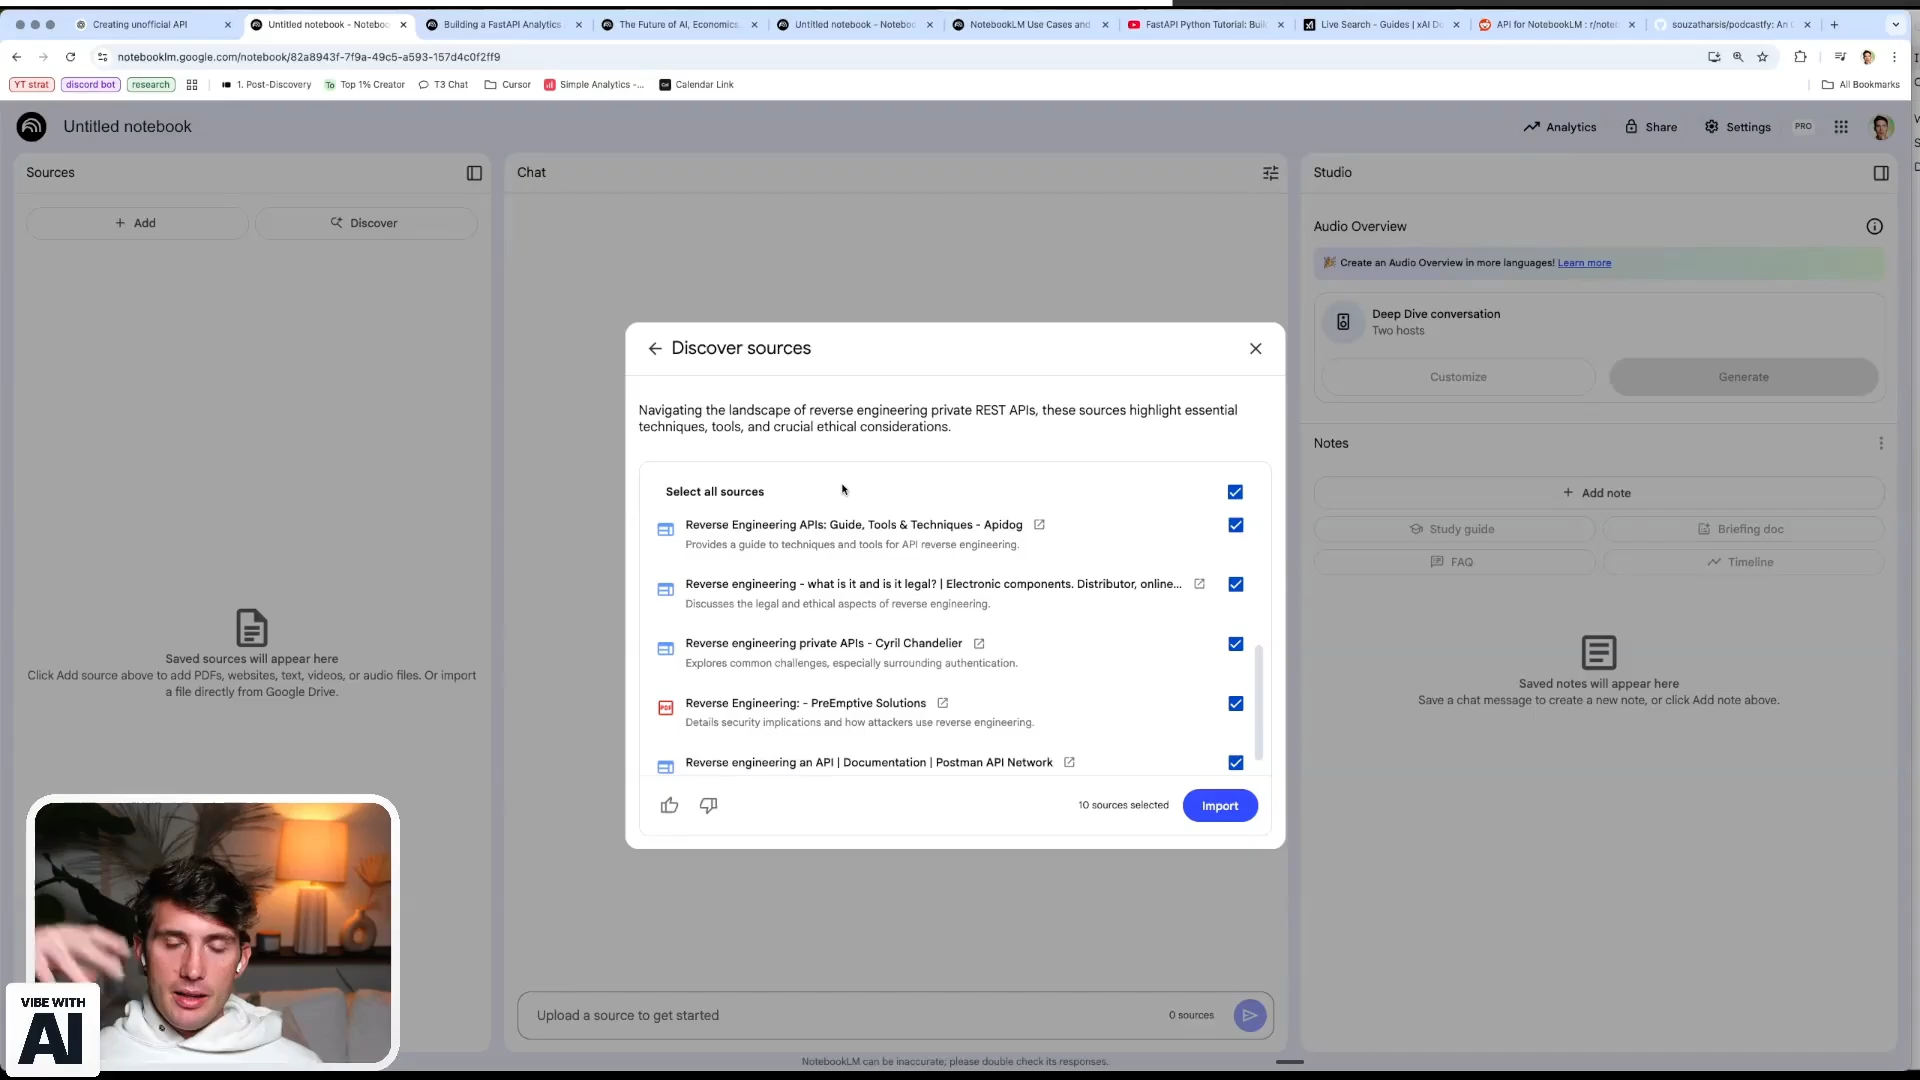 Creating unofficial API
Untitled notebook - Noteboo
Building a FastAPI Analytics
The Future of AI, Economics,
Untitled notebook - Noteboo
NotebookLM Use Cases and
FastAPI Python Tutorial: Buil
Live Search - Guides | xAI Do
API for NotebookLM : r/noteb
souzatharsis/podcastfy: An O
notebooklm.google.com/notebook/82a8943f-7f9a-49c5-a593-157d4c0f2ff9
YT strat
discord bot
research
1. Post-Discovery
To Top 1% Creator
T3 Chat
Cursor
Simple Analytics -...
Cal Calendar Link
All Bookmarks
Untitled notebook
Analytics
Share
Settings
PRO
Sources
Chat
Studio
+ Add
Discover
Audio Overview
Create an Audio Overview in more languages! Learn more
Deep Dive conversation
Two hosts
Customize
Generate
Discover sources
Navigating the landscape of reverse engineering private REST APIs, these sources highlight essential
techniques, tools, and crucial ethical considerations.
Select all sources
Reverse Engineering APIs: Guide, Tools & Techniques - Apidog
Provides a guide to techniques and tools for API reverse engineering.
Reverse engineering - what is it and is it legal? | Electronic components. Distributor, online...
Discusses the legal and ethical aspects of reverse engineering.
Reverse engineering private APIs - Cyril Chandelier
Explores common challenges, especially surrounding authentication.
PDF
Reverse Engineering: - PreEmptive Solutions
Details security implications and how attackers use reverse engineering.
Reverse engineering an API | Documentation | Postman API Network
10 sources selected
Import
Notes
+ Add note
Study guide
Briefing doc
FAQ
Timeline
Saved sources will appear here
Click Add source above to add PDFs, websites, text, videos, or audio files. Or import
a file directly from Google Drive.
Saved notes will appear here
Save a chat message to create a new note, or click Add note above.
Upload a source to get started
0 sources
NotebookLM can be inaccurate; please double check its responses.
VIBE WITH
AI